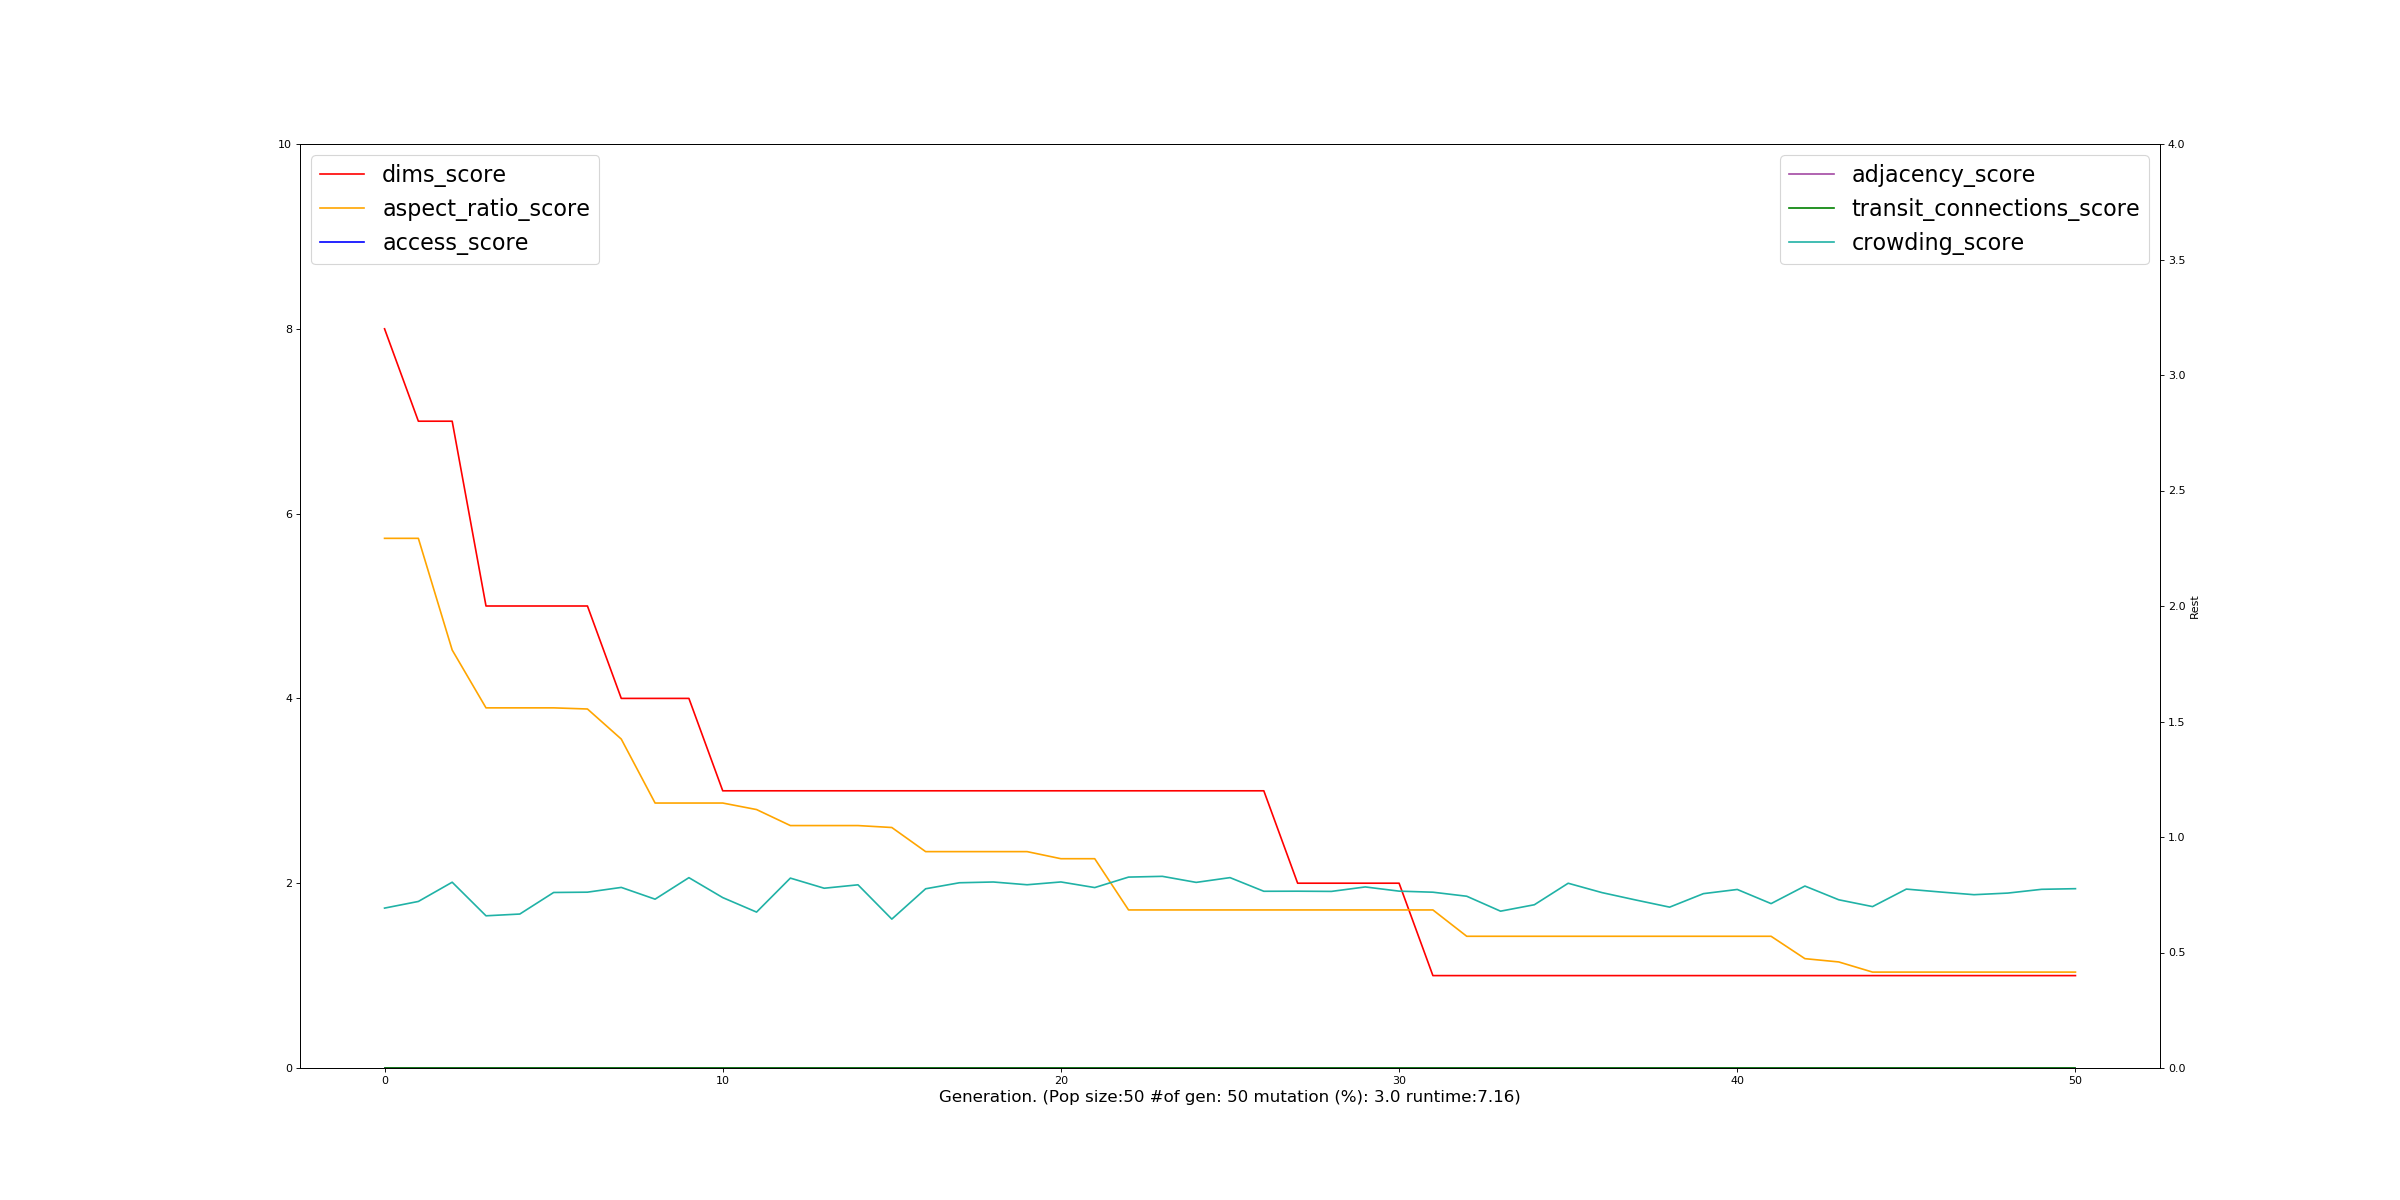 dims_score
aspect_ratio_score
access_score
adjacency_score
transit_connections_score
crowding_score
10
8
6
4
2
0
4.0
3.5
3.0
2.5
2.0
1.5
1.0
0.5
0.0
Rest
0 10 20 30 40 50
Generation. (Pop size:50 #of gen: 50 mutation (%): 3.0 runtime:7.16)